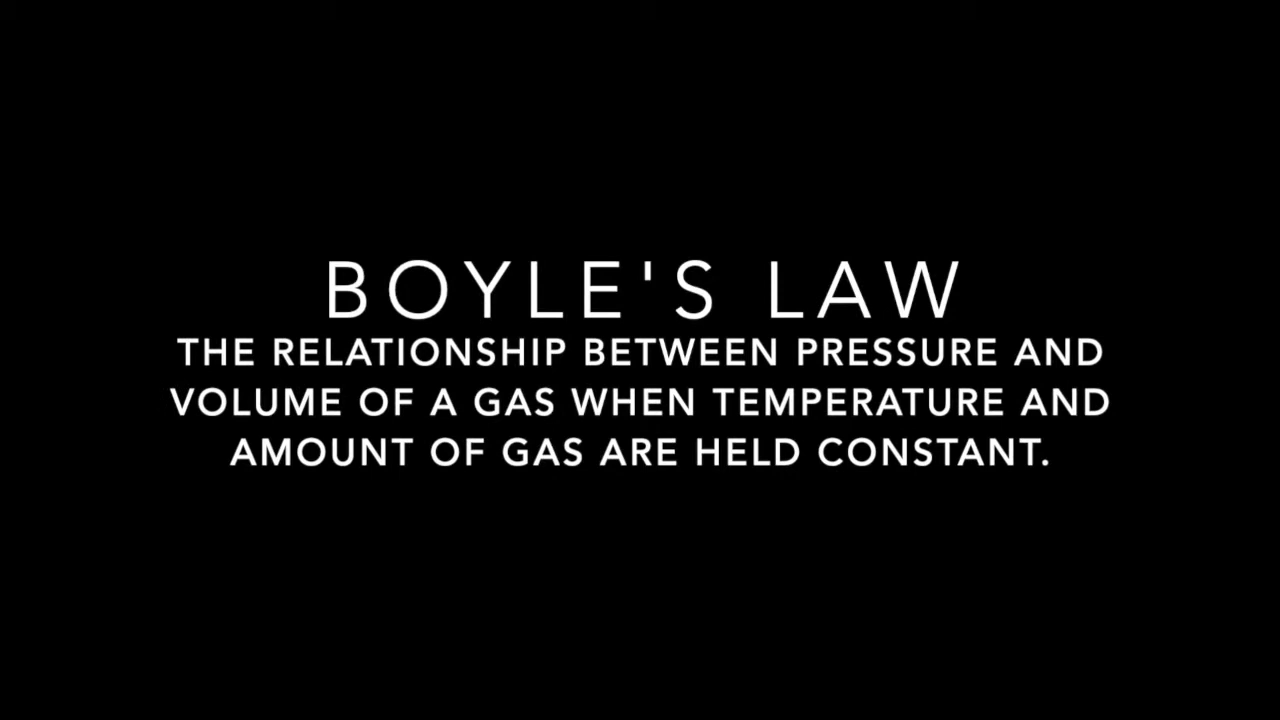 BOYLE'S LAW
THE RELATIONSHIP BETWEEN PRESSURE AND
VOLUME OF A GAS WHEN TEMPERATURE AND
AMOUNT OF GAS ARE HELD CONSTANT.